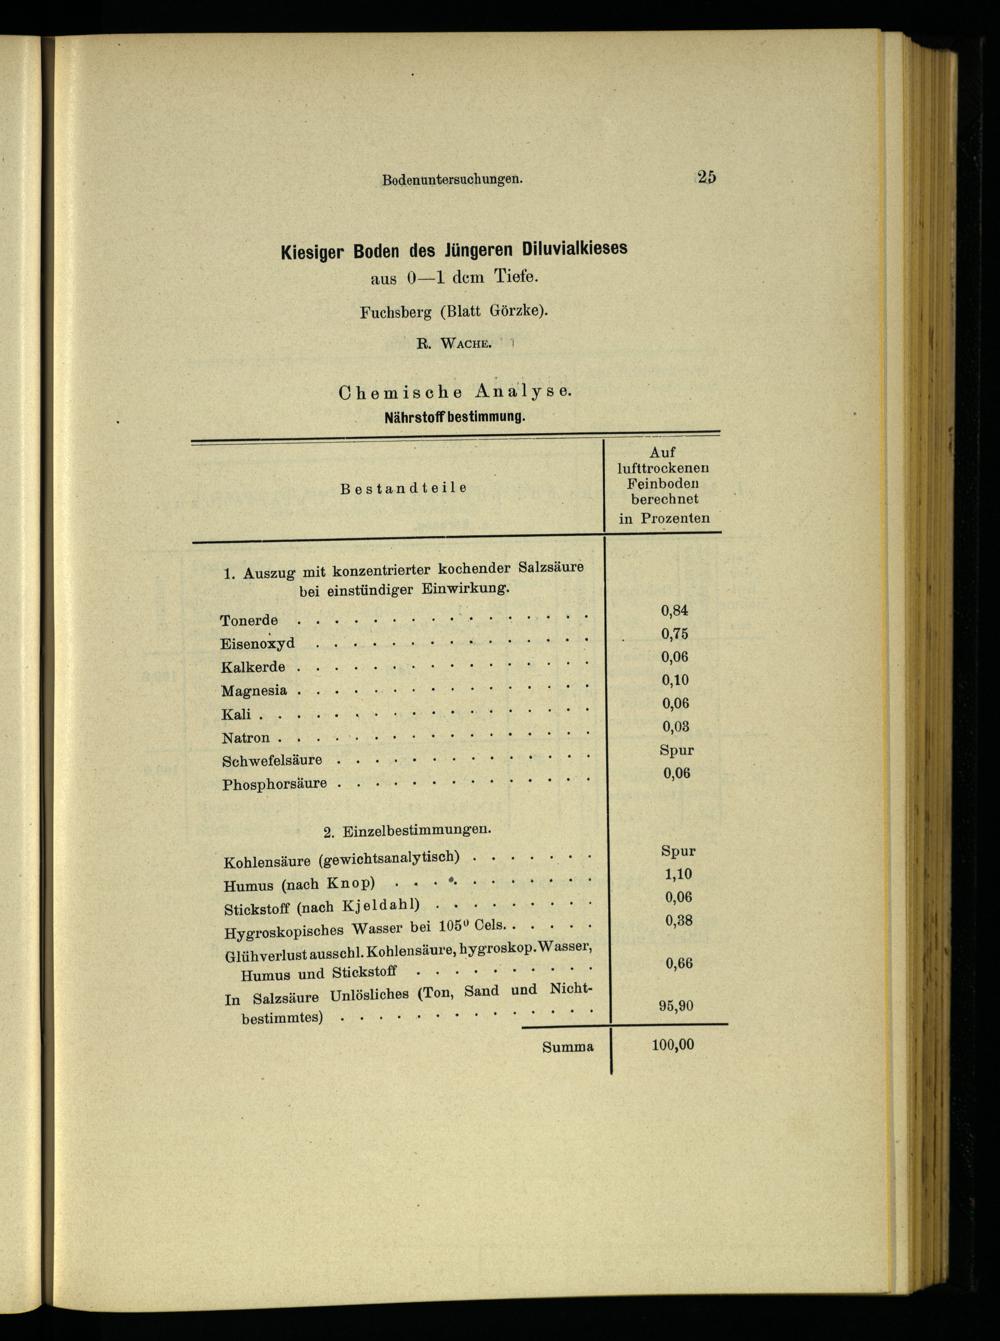 Bodenuntersuchungen. 25
Kiesiger Boden des Jüngeren Diluvialkieses
aus 0—1 dcm Tiefe.
Fuchsberg (Blatt Görzke).
R. WACHE.
Chemische Analyse.
Nährstoffbestimmung.
Bestandteile
Auf
lufttrockenen
Feinboden
berechnet
in Prozenten
1. Auszug mit konzentrierter kochender Salzsäure
bei einstündiger Einwirkung.
Tonerde . . . . . . . . . . . . . . . . 0,84
Eisenoxyd . . . . . . . . . . . . . . . 0,75
Kalkerde . . . . . . . . . . . . . . . . 0,06
Magnesia . . . . . . . . . . . . . . . . 0,10
Kali . . . . . . . . . . . . . . . . . . 0,06
Natron . . . . . . . . . . . . . . . . . 0,03
Schwefelsäure . . . . . . . . . . . . . . Spur
Phosphorsäure . . . . . . . . . . . . . . 0,06
2. Einzelbestimmungen.
Kohlensäure (gewichtsanalytisch) . . . . . . . Spur
Humus (nach Knop) . . . . . . . . . . . 1,10
Stickstoff (nach Kjeldahl) . . . . . . . . . 0,06
Hygroskopisches Wasser bei 105⁰ Cels. . . . . . 0,38
Glühverlust ausschl. Kohlensäure, hygroskop. Wasser,
Humus und Stickstoff . . . . . . . . . . 0,66
In Salzsäure Unlösliches (Ton, Sand und Nicht-
bestimmtes) . . . . . . . . . . . . . . 95,90
Summa 100,00